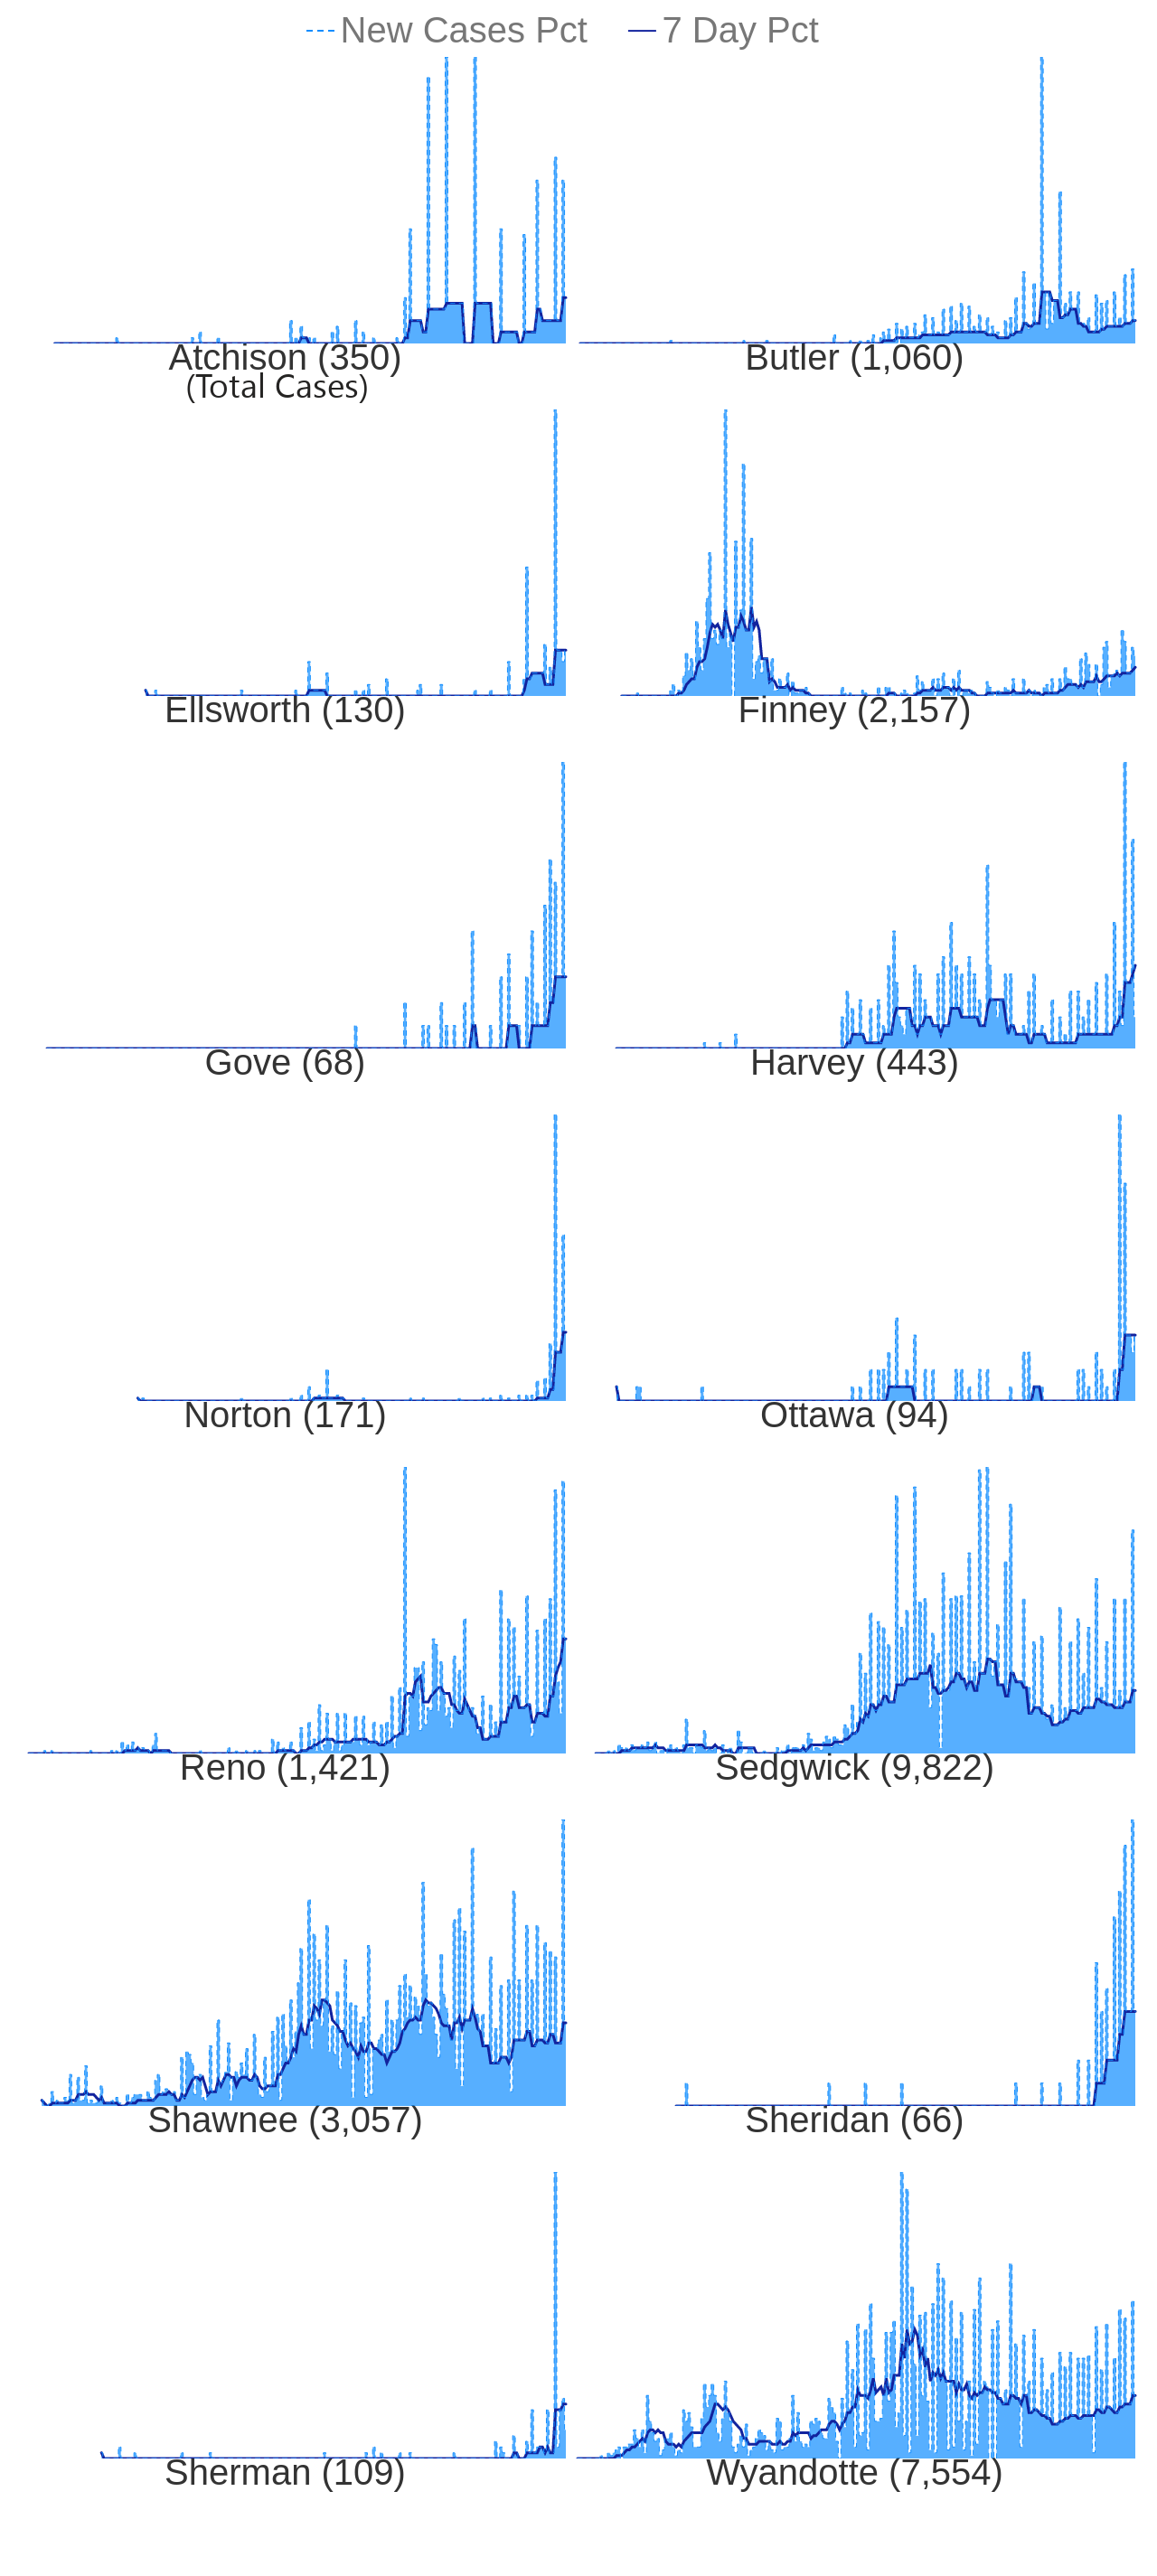 New Cases Pct 7 Day Pct
Atchison (350) Butler (1,060)
(Total Cases)
Ellsworth (130) Finney (2,157)
Gove (68) Harvey (443)
Norton (171) Ottawa (94)
Reno (1,421) Sedgwick (9,822)
Shawnee (3,057) Sheridan (66)
Sherman (109) Wyandotte (7,554)